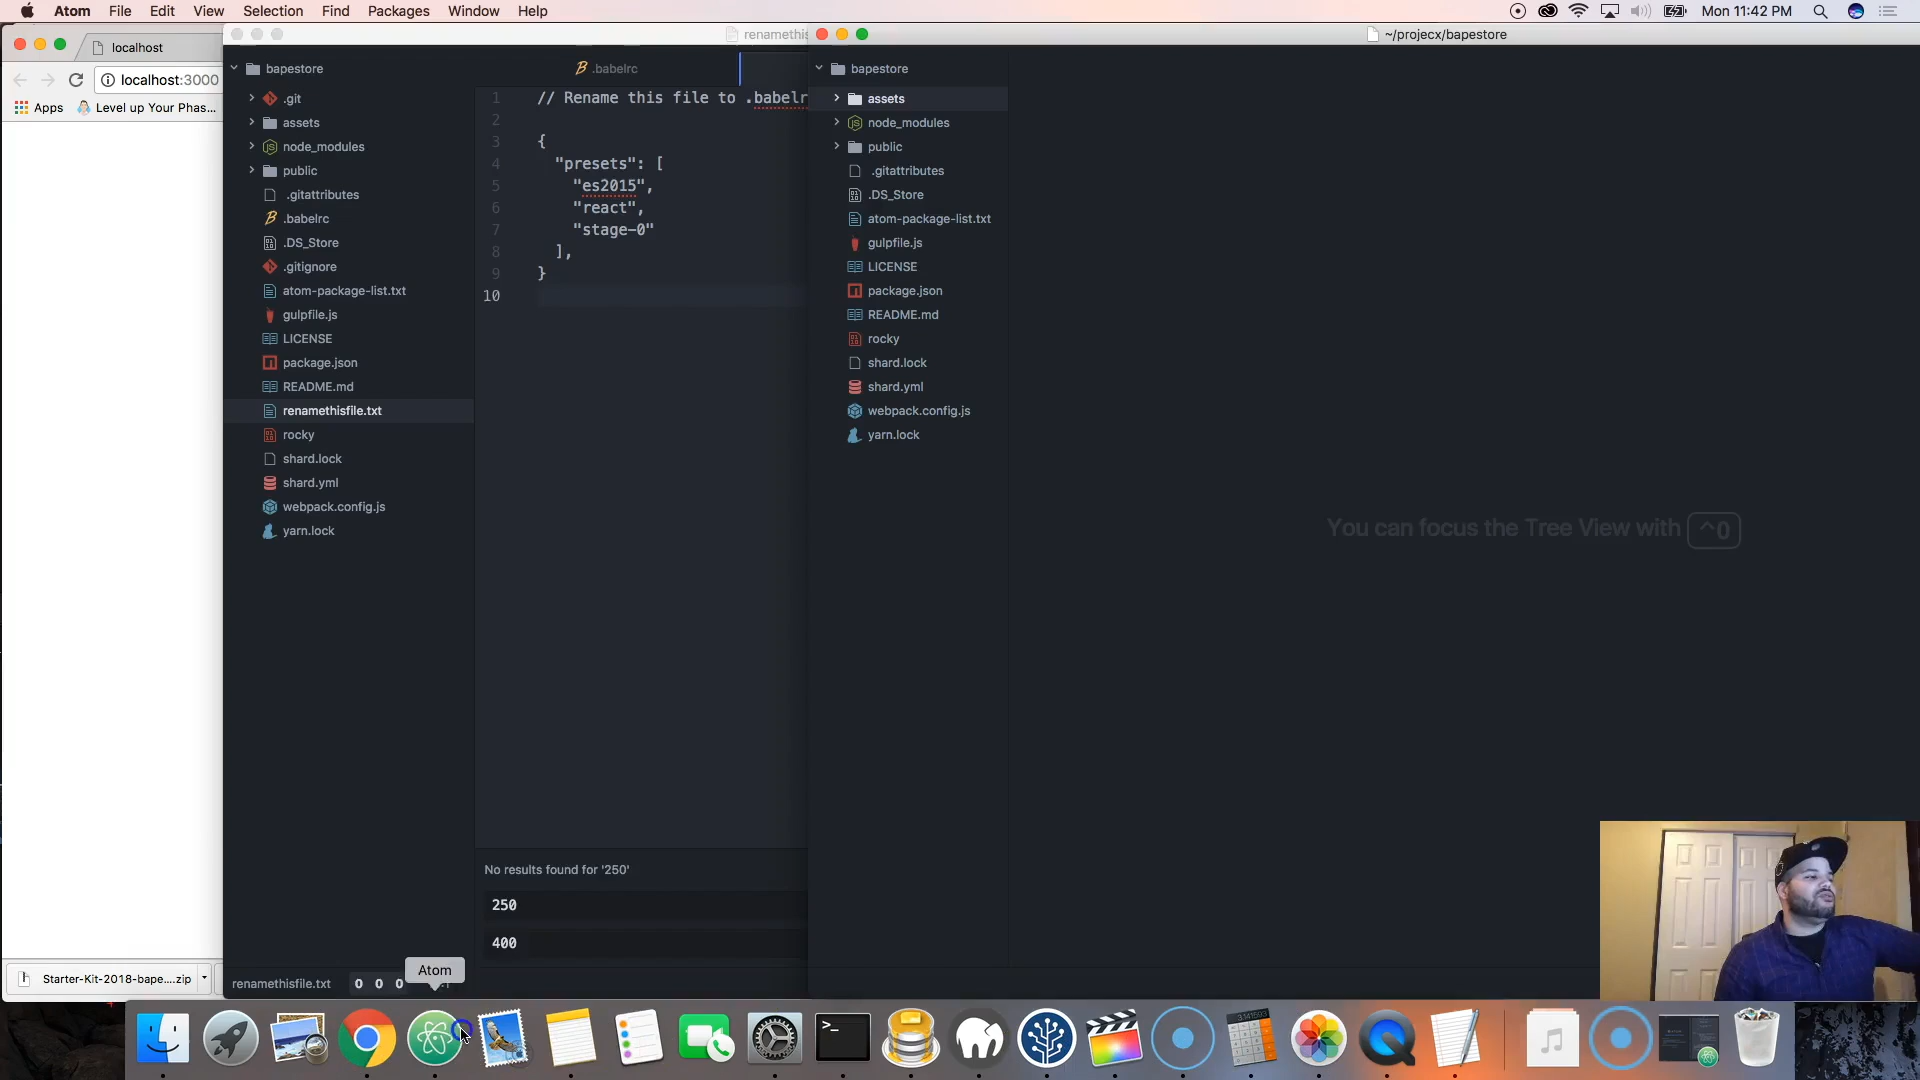 Atom File Edit View Selection Find Packages Window Help
Mon 11:42 PM
localhost
localhost:3000
Apps Level up Your Phas...
Starter-Kit-2018-bape....zip
renamethis
bapestore
.git
assets
node_modules
public
.gitattributes
.babelrc
.DS_Store
.gitignore
atom-package-list.txt
gulpfile.js
LICENSE
package.json
README.md
renamethisfile.txt
rocky
shard.lock
shard.yml
webpack.config.js
yarn.lock
renamethisfile.txt 0 0 0
Atom
.babelrc
1 // Rename this file to .babelr
2
3 {
4 "presets": [
5 "es2015",
6 "react",
7 "stage-0"
8 ],
9 }
10
No results found for '250'
250
400
~/projecx/bapestore
bapestore
assets
node_modules
public
.gitattributes
.DS_Store
atom-package-list.txt
gulpfile.js
LICENSE
package.json
README.md
rocky
shard.lock
shard.yml
webpack.config.js
yarn.lock
You can focus the Tree View with ^0